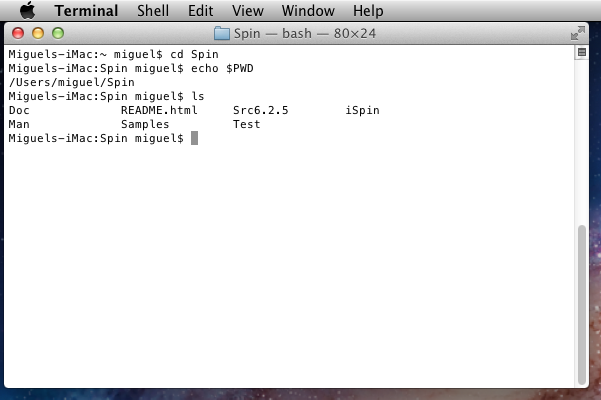 Terminal Shell Edit View Window Help
Spin — bash — 80×24
Miguels-iMac:~ miguel$ cd Spin
Miguels-iMac:Spin miguel$ echo $PWD
/Users/miguel/Spin
Miguels-iMac:Spin miguel$ ls
Doc README.html Src6.2.5 iSpin
Man Samples Test
Miguels-iMac:Spin miguel$